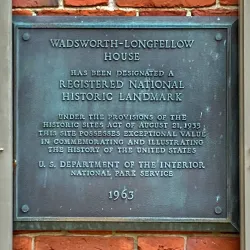 WADSWORTH-LONGFELLOW
HOUSE
HAS BEEN DESIGNATED A
REGISTERED NATIONAL
HISTORIC LANDMARK
UNDER THE PROVISIONS OF THE
HISTORIC SITES ACT OF AUGUST 21, 1935
THIS SITE POSSESSES EXCEPTIONAL VALUE
IN COMMEMORATING AND ILLUSTRATING
THE HISTORY OF THE UNITED STATES
U. S. DEPARTMENT OF THE INTERIOR
NATIONAL PARK SERVICE
1963